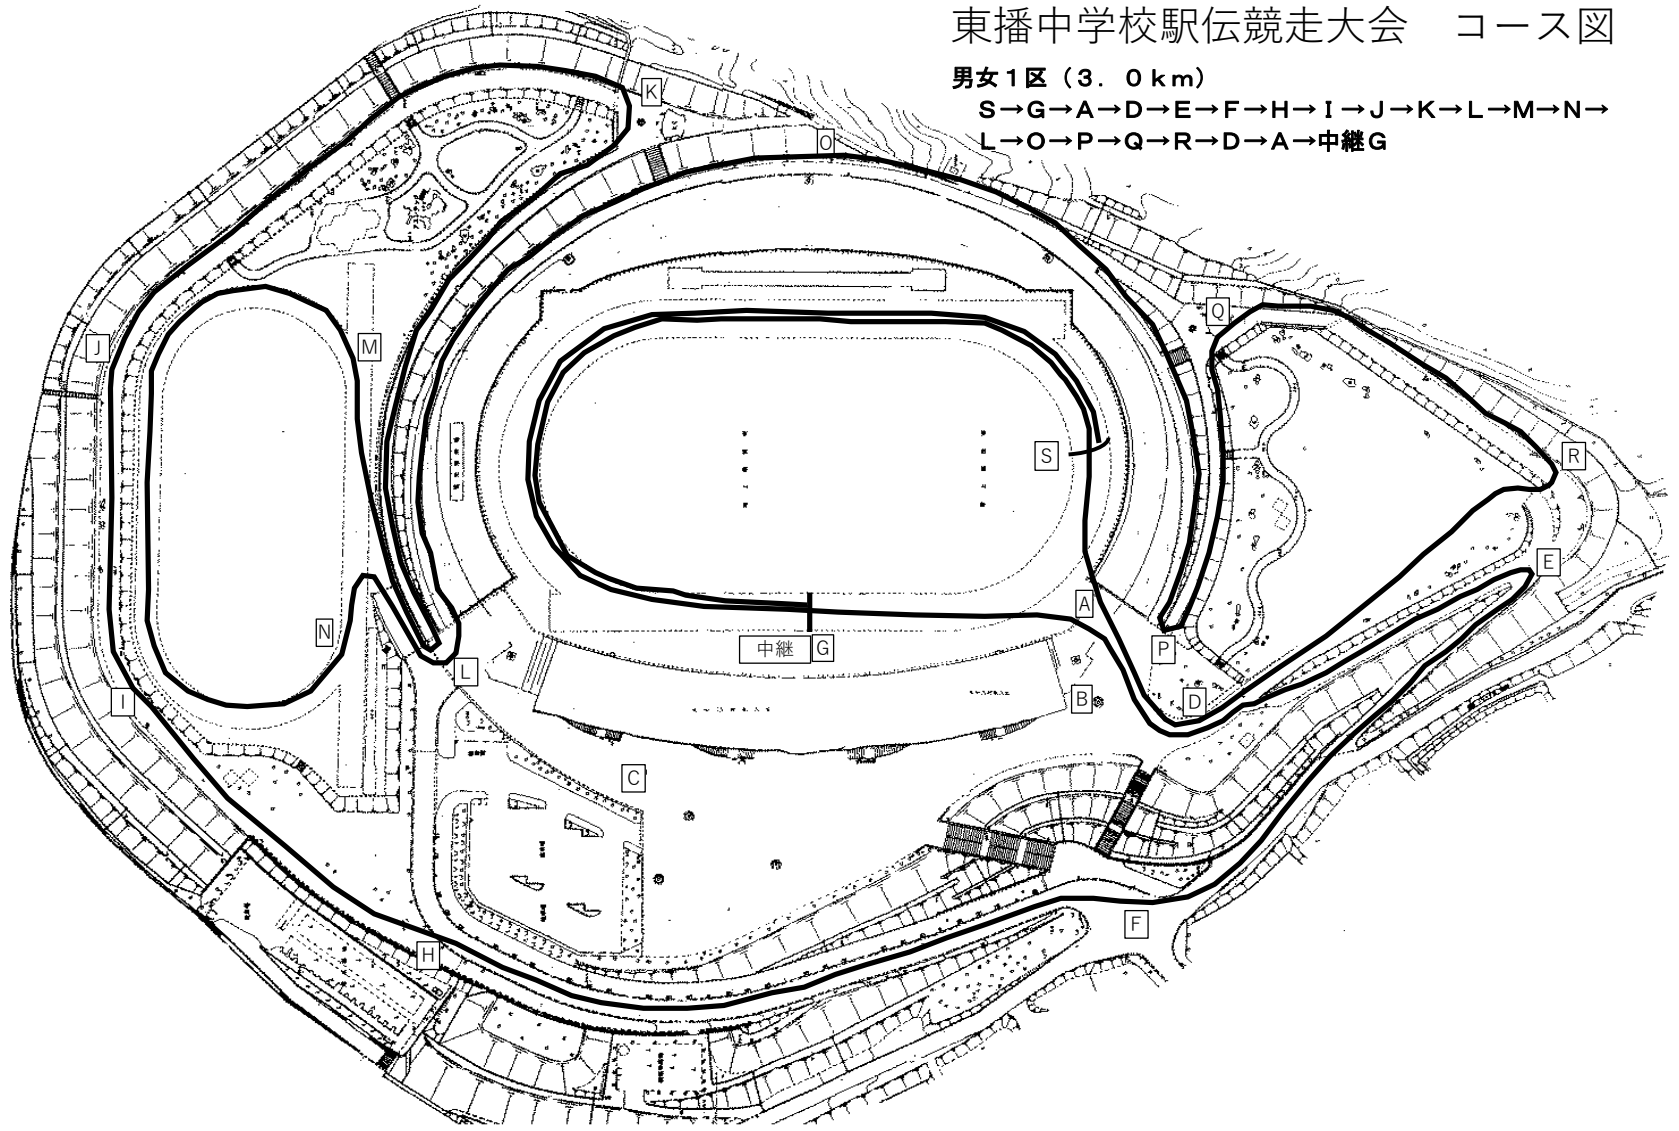 東播中学校駅伝競走大会　コース図
男女１区（３．０ｋｍ）
Ｓ→Ｇ→Ａ→Ｄ→Ｅ→Ｆ→Ｈ→Ｉ→Ｊ→Ｋ→Ｌ→Ｍ→Ｎ→
Ｌ→Ｏ→Ｐ→Ｑ→Ｒ→Ｄ→Ａ→中継Ｇ
K
O
Q
J
M
S
R
E
A
N
中継 G
P
L
I
B
D
C
F
H